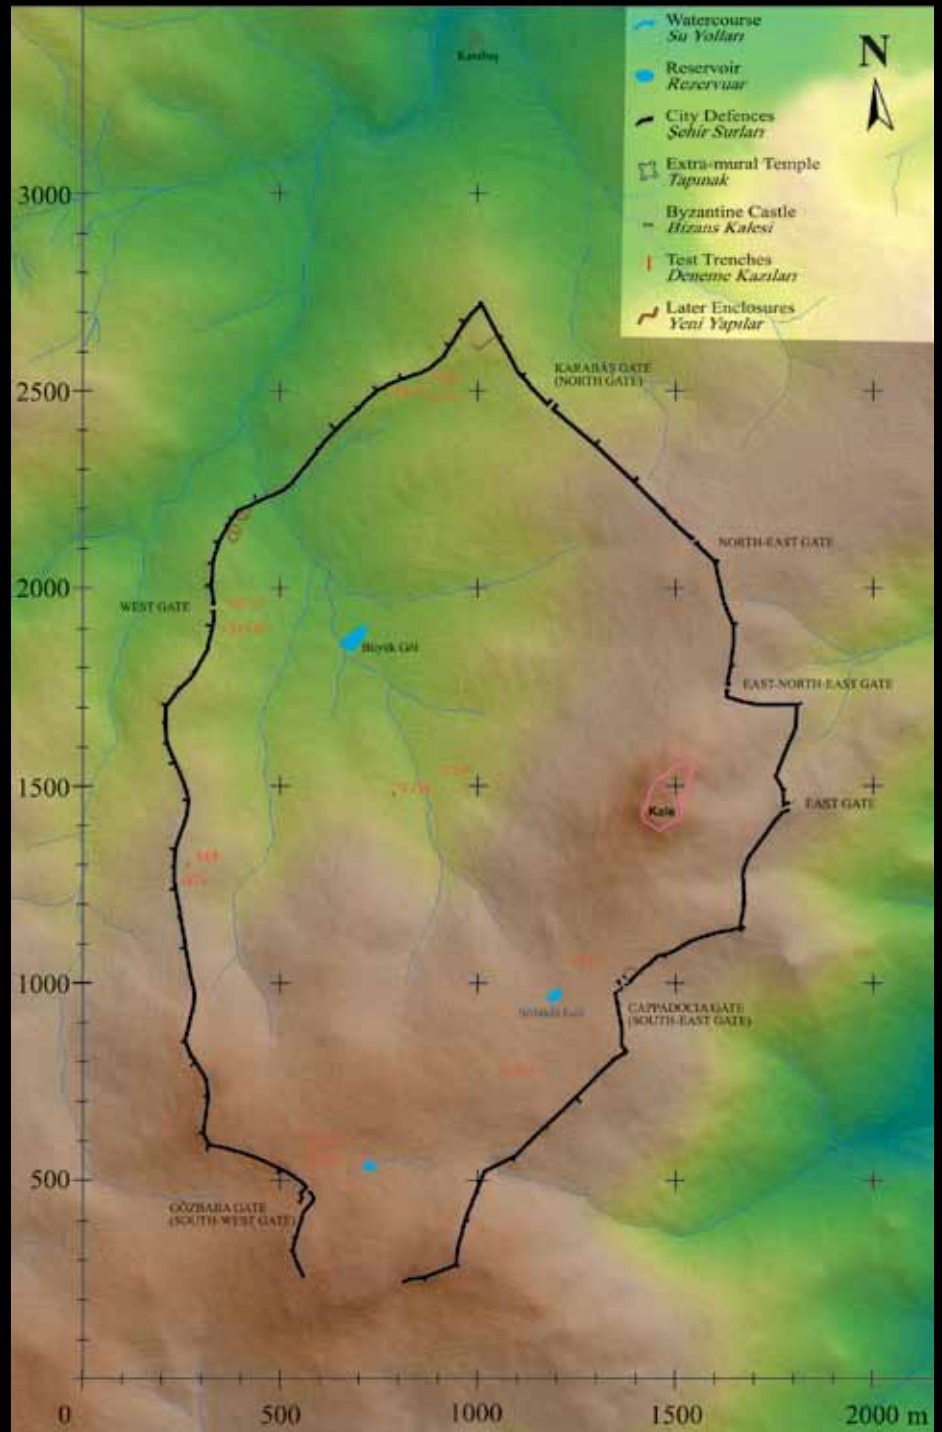 Watercourse
Su Yolları
Reservoir
Rezervuar
City Defences
Şehir Surları
Extra-mural Temple
Tapınak
Byzantine Castle
Bizans Kalesi
Test Trenches
Deneme Kazıları
Later Enclosures
Yeni Yapılar
N
3000
KARABAŞ GATE
(NORTH GATE)
2500
NORTH-EAST GATE
2000
WEST GATE
Büyük Göl
EAST-NORTH-EAST GATE
1500
Kale
EAST GATE
1000
CAPPADOCIA GATE
(SOUTH-EAST GATE)
500
GÖZBABA GATE
(SOUTH-WEST GATE)
0 500 1000 1500 2000 m